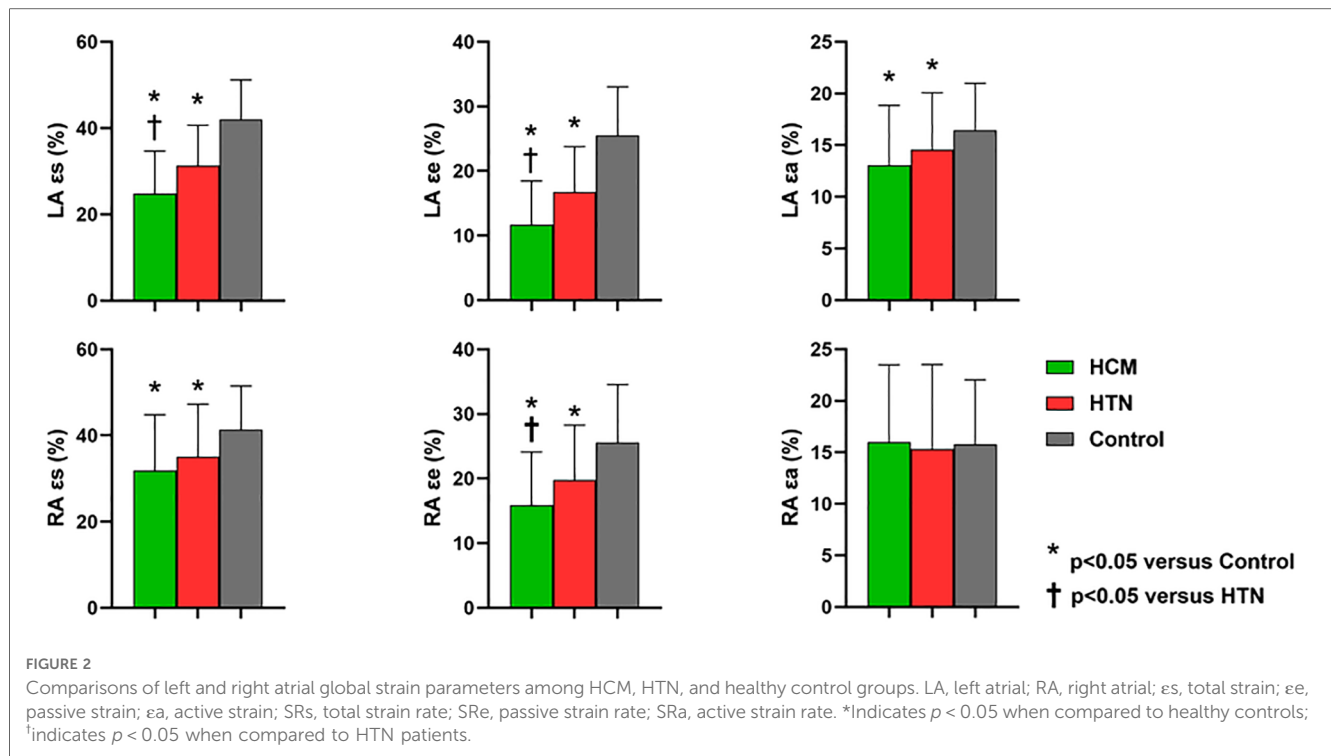 60
40
20
0
LA εs (%)
*
†
*
40
30
20
10
0
LA εe (%)
*
†
*
25
20
15
10
5
0
LA εa (%)
*
*
60
40
20
0
RA εs (%)
*
*
40
30
20
10
0
RA εe (%)
*
†
*
25
20
15
10
5
0
RA εa (%)
HCM
HTN
Control
* p<0.05 versus Control
† p<0.05 versus HTN
FIGURE 2
Comparisons of left and right atrial global strain parameters among HCM, HTN, and healthy control groups. LA, left atrial; RA, right atrial; εs, total strain; εe,
passive strain; εa, active strain; SRs, total strain rate; SRe, passive strain rate; SRa, active strain rate. *Indicates p < 0.05 when compared to healthy controls;
†indicates p < 0.05 when compared to HTN patients.